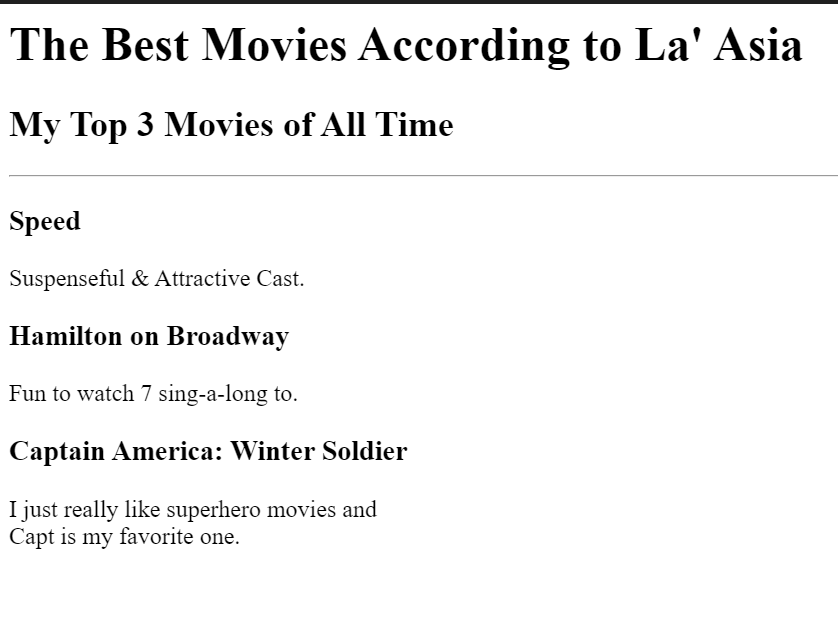 The Best Movies According to La' Asia
My Top 3 Movies of All Time
Speed
Suspenseful & Attractive Cast.
Hamilton on Broadway
Fun to watch 7 sing-a-long to.
Captain America: Winter Soldier
I just really like superhero movies and
Capt is my favorite one.